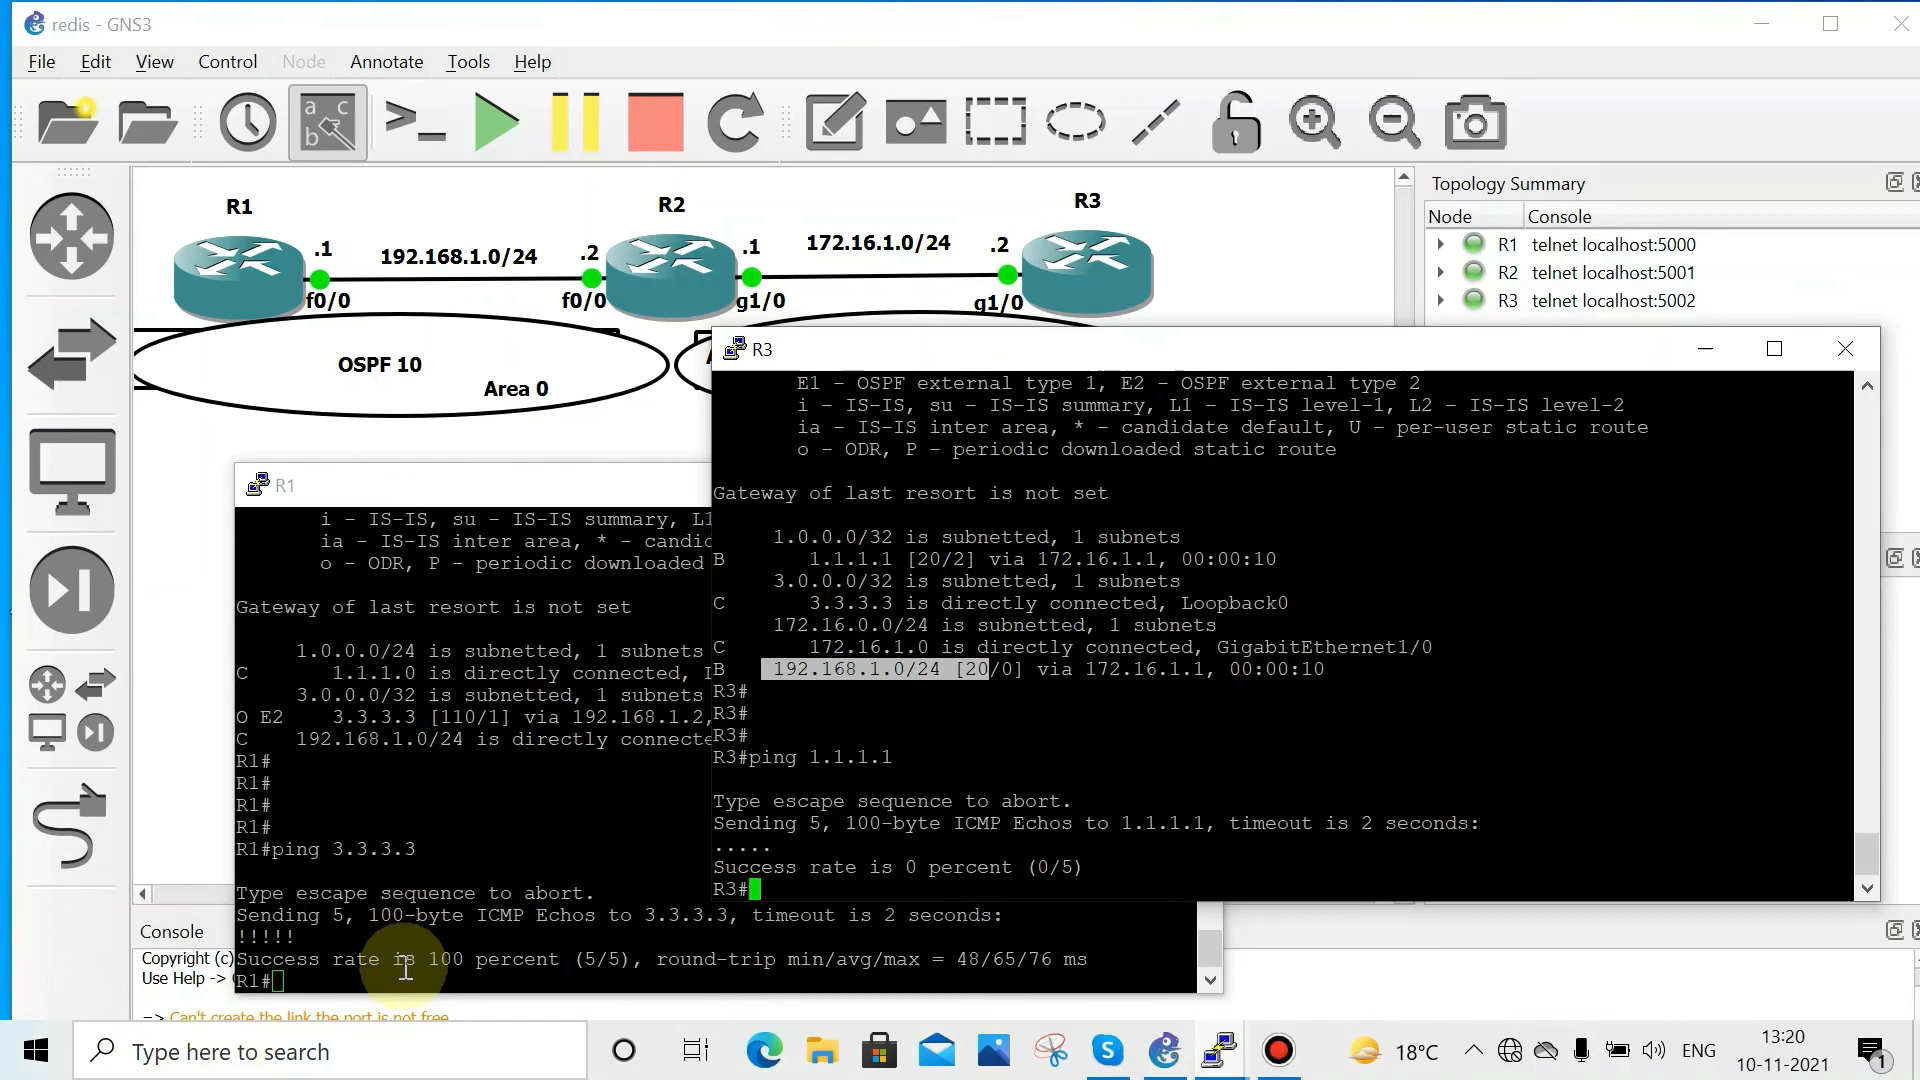 redis - GNS3
File Edit View Control Node Annotate Tools Help
a c
b
R1
R2
R3
.1
192.168.1.0/24
.2
.1
172.16.1.0/24
.2
f0/0
f0/0
g1/0
g1/0
OSPF 10
Area 0
Topology Summary
Node Console
R1 telnet localhost:5000
R2 telnet localhost:5001
R3 telnet localhost:5002
R3
E1 - OSPF external type 1, E2 - OSPF external type 2
i - IS-IS, su - IS-IS summary, L1 - IS-IS level-1, L2 - IS-IS level-2
ia - IS-IS inter area, * - candidate default, U - per-user static route
o - ODR, P - periodic downloaded static route
Gateway of last resort is not set
1.0.0.0/32 is subnetted, 1 subnets
B 1.1.1.1 [20/2] via 172.16.1.1, 00:00:10
3.0.0.0/32 is subnetted, 1 subnets
C 3.3.3.3 is directly connected, Loopback0
172.16.0.0/24 is subnetted, 1 subnets
C 172.16.1.0 is directly connected, GigabitEthernet1/0
B 192.168.1.0/24 [20/0] via 172.16.1.1, 00:00:10
R3#
R3#
R3#
R3#ping 1.1.1.1
Type escape sequence to abort.
Sending 5, 100-byte ICMP Echos to 1.1.1.1, timeout is 2 seconds:
.....
Success rate is 0 percent (0/5)
R3#
R1
i - IS-IS, su - IS-IS summary, L1
ia - IS-IS inter area, * - candic
o - ODR, P - periodic downloaded
Gateway of last resort is not set
1.0.0.0/24 is subnetted, 1 subnets
C 1.1.1.0 is directly connected,
3.0.0.0/32 is subnetted, 1 subnets
O E2 3.3.3.3 [110/1] via 192.168.1.2,
C 192.168.1.0/24 is directly connecte
R1#
R1#
R1#
R1#
R1#ping 3.3.3.3
Type escape sequence to abort.
Sending 5, 100-byte ICMP Echos to 3.3.3.3, timeout is 2 seconds:
!!!!!
Success rate is 100 percent (5/5), round-trip min/avg/max = 48/65/76 ms
R1#
Console
Copyright (c)
Use Help ->
=> Can't create the link the port is not free
Type here to search
18°C
ENG
13:20
10-11-2021
1